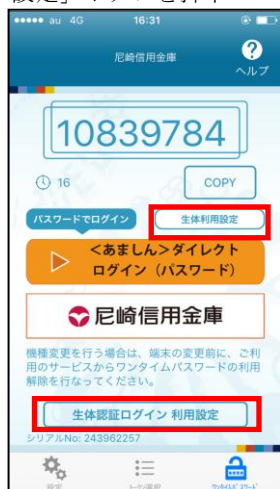 設定」ボタンを押下
●●●●● au 4G 16:31
尼崎信用金庫
?
ヘルプ
10839784
16
COPY
パスワードでログイン
生体利用設定
＜あましん＞ダイレクト
ログイン（パスワード）
尼崎信用金庫
機種変更を行う場合は、端末の変更前に、ご利
用のサービスからワンタイムパスワードの利用
解除を行なってください。
生体認証ログイン 利用設定
シリアルNo: 243962257
設定
トークン選択
ワンタイムパスワード